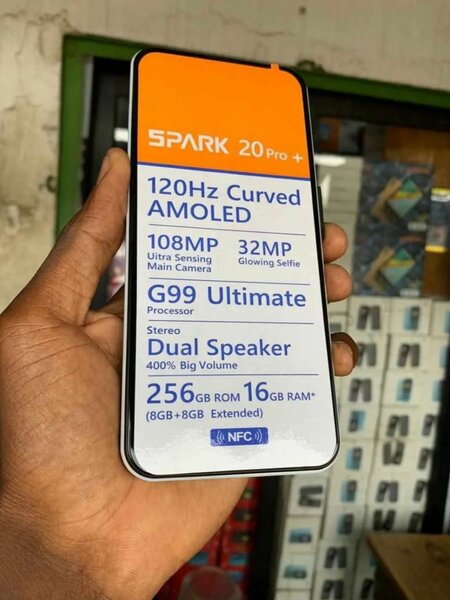 SPARK 20 Pro +
120Hz Curved
AMOLED
108MP 32MP
Uitra Sensing Glowing Selfie
Main Camera
G99 Ultimate
Processor
Stereo
Dual Speaker
400% Big Volume
256GB ROM 16GB RAM*
(8GB+8GB Extended)
NFC